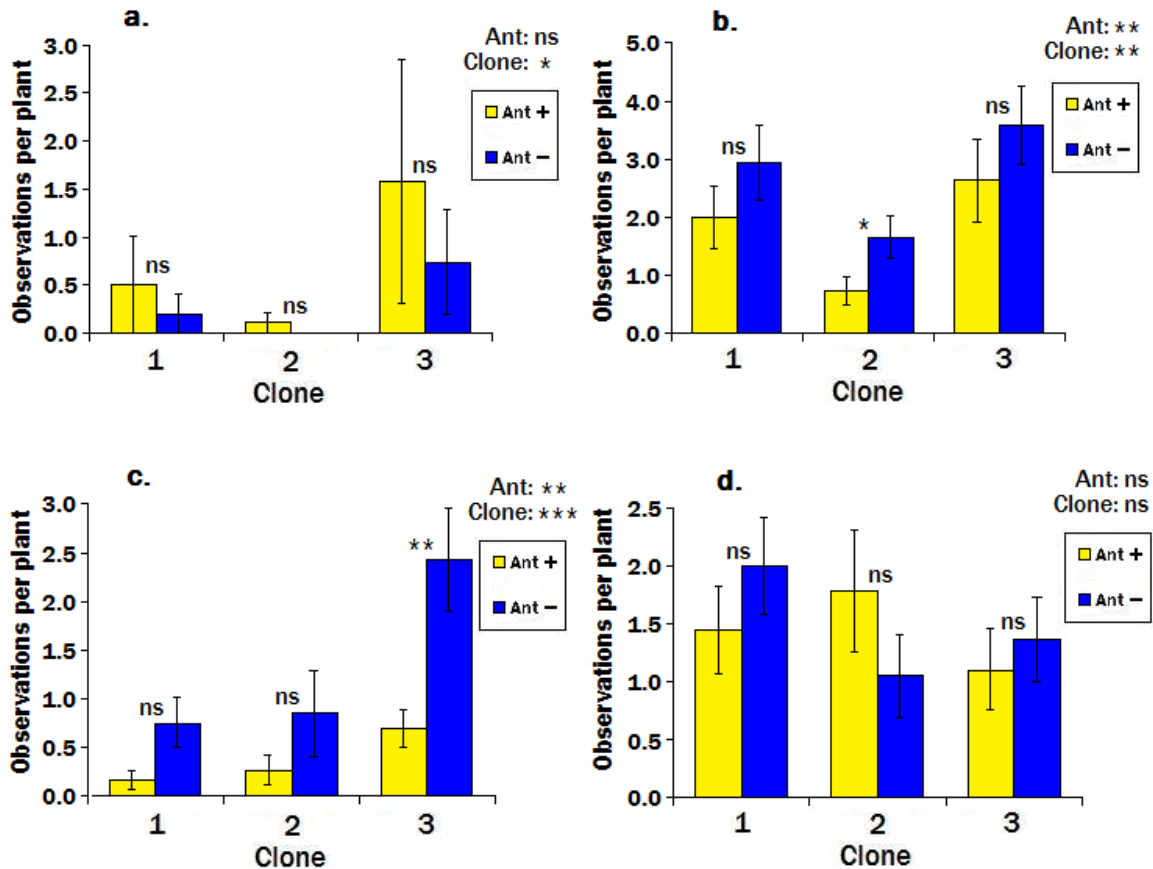 a.
Ant: ns
Clone: *
Ant +
Ant −
Observations per plant
3.0
2.5
2.0
1.5
1.0
0.5
0.0
ns
ns
ns
1 2 3
Clone
b.
Ant: **
Clone: **
Ant +
Ant -
Observations per plant
5.0
4.0
3.0
2.0
1.0
0.0
ns
*
ns
1 2 3
Clone
c.
Ant: **
Clone: ***
Ant +
Ant −
Observations per plant
3.0
2.5
2.0
1.5
1.0
0.5
0.0
ns
ns
**
1 2 3
Clone
d.
Ant: ns
Clone: ns
Ant +
Ant −
Observations per plant
2.5
2.0
1.5
1.0
0.5
0.0
ns
ns
ns
1 2 3
Clone